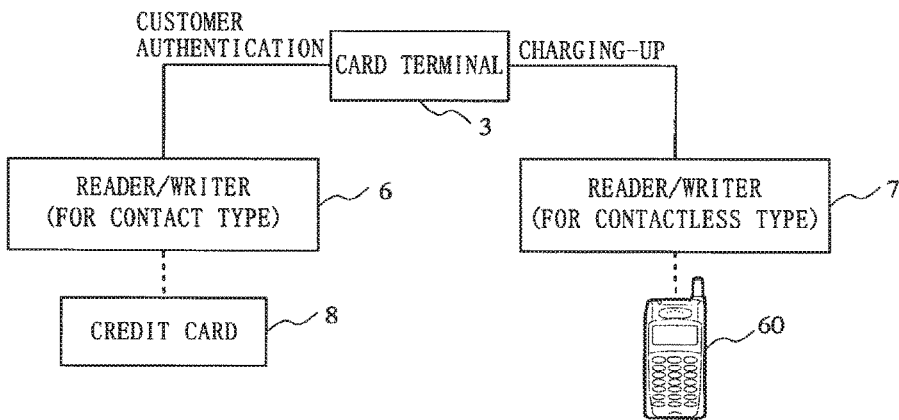 CUSTOMER
AUTHENTICATION
CARD TERMINAL
CHARGING-UP
3
READER/WRITER
(FOR CONTACT TYPE)
6
READER/WRITER
(FOR CONTACTLESS TYPE)
7
CREDIT CARD
8
60